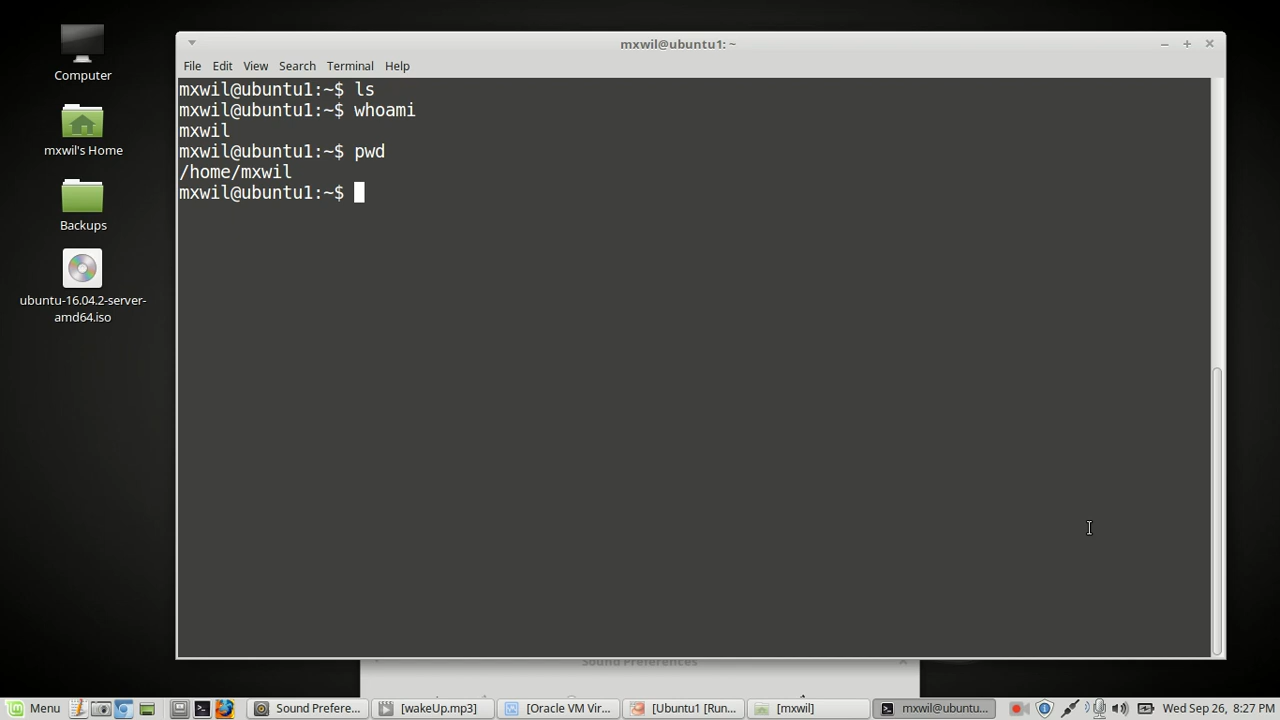 Computer
mxwil's Home
Backups
ubuntu-16.04.2-server-
amd64.iso
mxwil@ubuntu1: ~
File Edit View Search Terminal Help
mxwil@ubuntu1:~$ ls
mxwil@ubuntu1:~$ whoami
mxwil
mxwil@ubuntu1:~$ pwd
/home/mxwil
mxwil@ubuntu1:~$
Sound Preferences
Menu Sound Prefere... [wakeUp.mp3] [Oracle VM Vir... [Ubuntu1 [Run... [mxwil] mxwil@ubuntu... Wed Sep 26, 8:27 PM